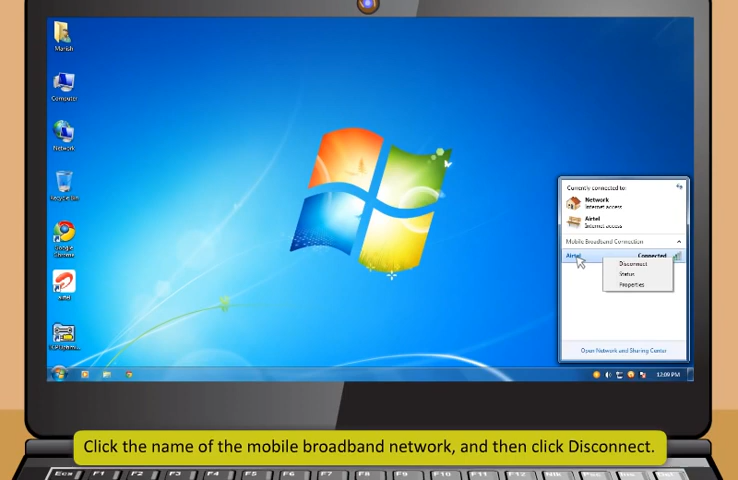 Manish
Computer
Network
Recycle Bin
Google
Chrome
airtel
Currently connected to:
Network
Internet access
Airtel
Internet access
Mobile Broadband Connection
Airtel
Connected
Disconnect
Status
Properties
Open Network and Sharing Center
12:09 PM
Click the name of the mobile broadband network, and then click Disconnect.
Esc F1 F2 F3 F4 F5 F6 F7 F8 F9 F10 F11 F12